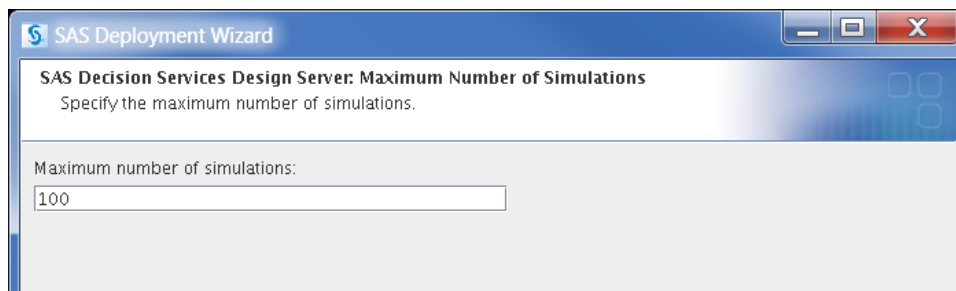 SAS Deployment Wizard
SAS Decision Services Design Server: Maximum Number of Simulations
Specify the maximum number of simulations.
Maximum number of simulations:
100